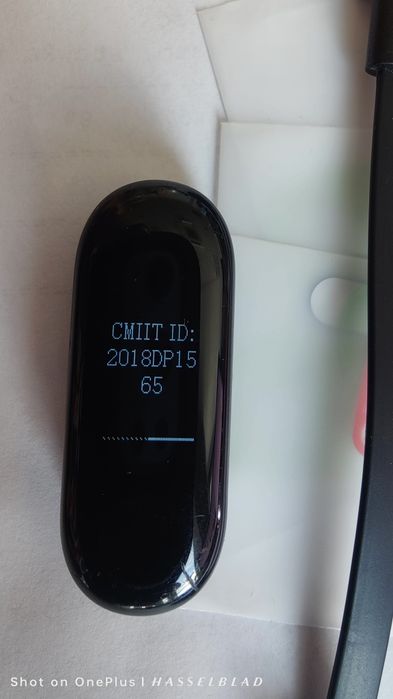 CMIIT ID:
2018DP15
65
Shot on OnePlus | HASSELBLAD